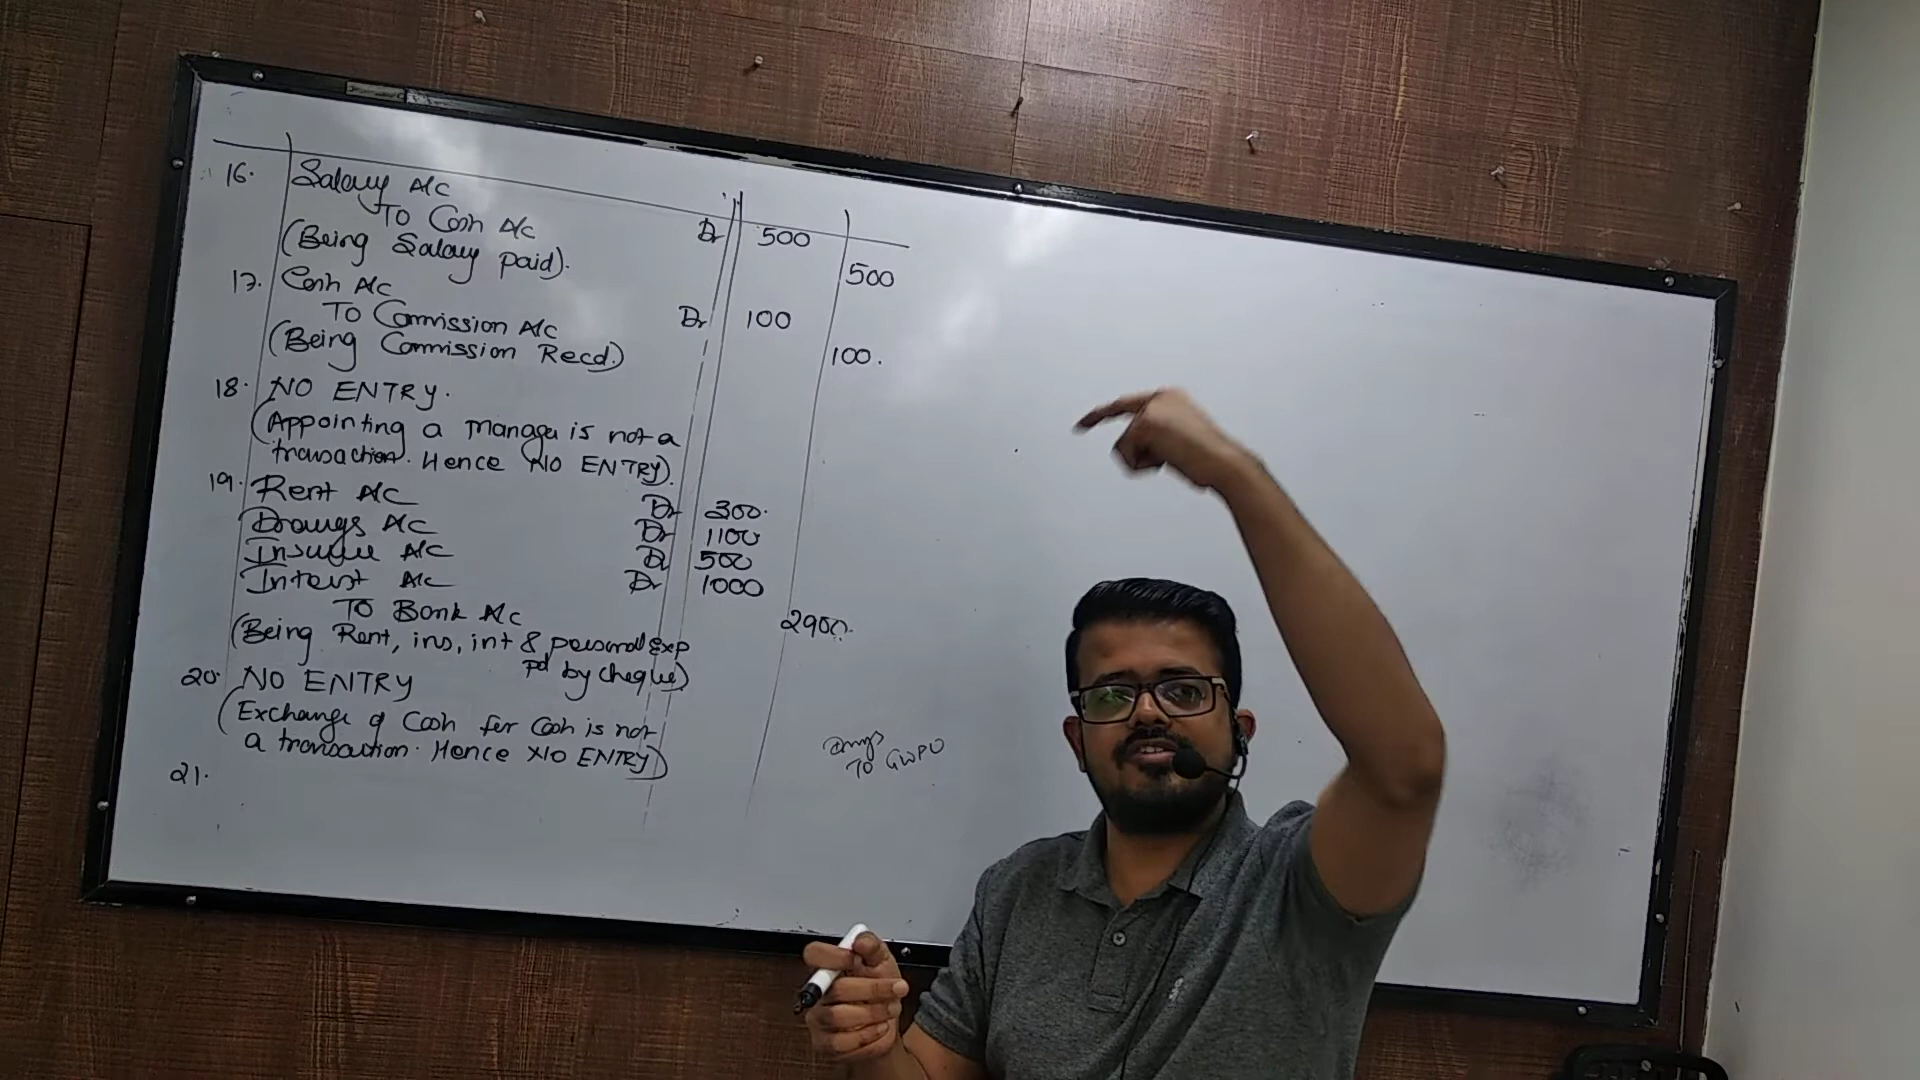 16. Salary A/c Dr 500
To Cash A/c 500
(Being Salary paid).
17. Cash A/c Dr 100
To Commission A/c 100.
(Being Commission Recd.)
18. NO ENTRY.
(Appointing a Manager is not a
transaction. Hence NO ENTRY).
19. Rent A/c Dr 300.
Drawgs A/c Dr 1100
Insurance A/c Dr 500
Interest A/c Dr 1000
To Bank A/c 2900.
(Being Rent, ins, int & personal Exp
pd by cheque)
20. NO ENTRY
(Exchange of Cash for Cash is not
a transaction. Hence NO ENTRY)
21.
Drwgs
To GWPU